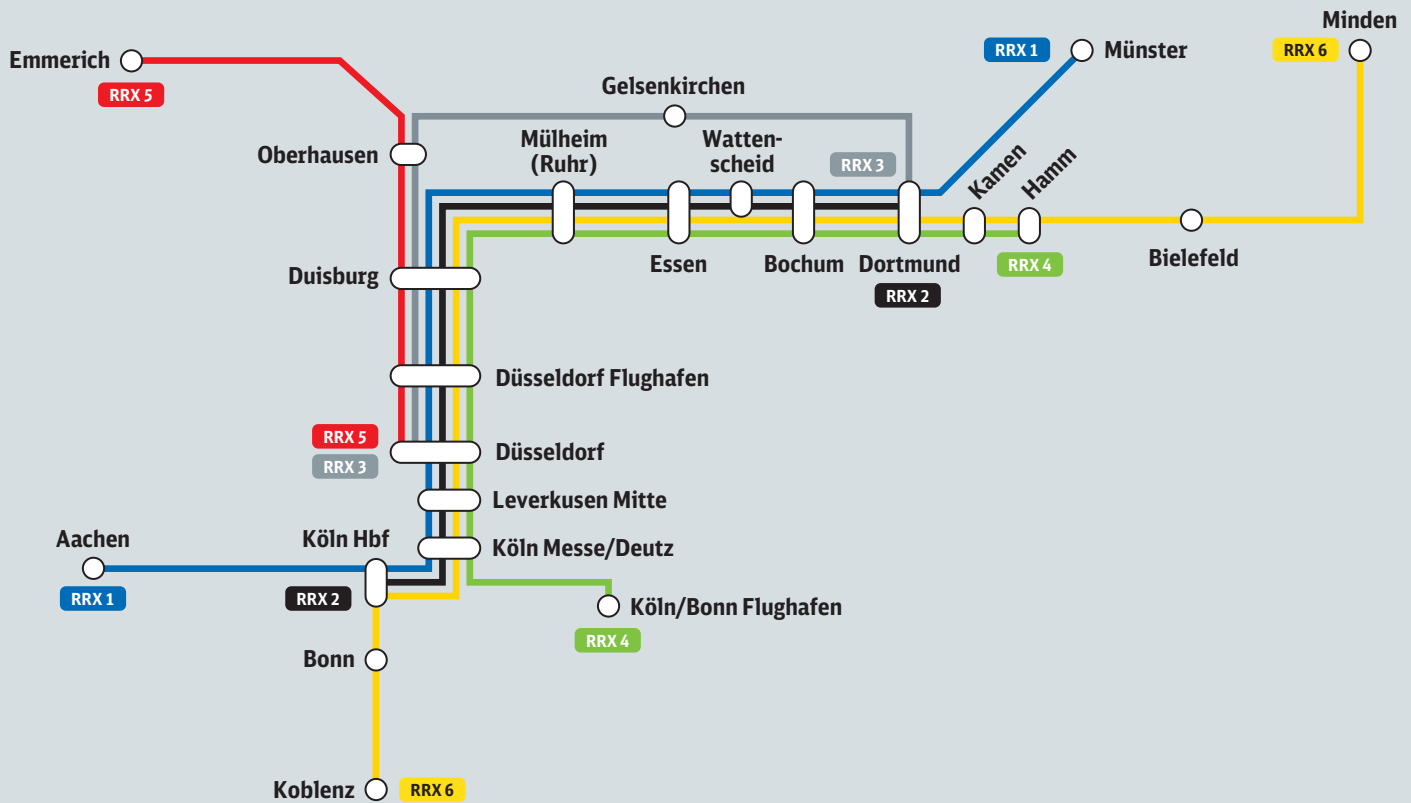 Minden
Emmerich
RRX 1
Münster
RRX 6
RRX 5
Gelsenkirchen
Oberhausen
Mülheim
(Ruhr)
Watten-
scheid
RRX 3
Kamen
Hamm
Duisburg
Essen
Bochum
Dortmund
RRX 4
Bielefeld
RRX 2
Düsseldorf Flughafen
RRX 5
RRX 3
Düsseldorf
Leverkusen Mitte
Aachen
Köln Hbf
Köln Messe/Deutz
RRX 1
RRX 2
Köln/Bonn Flughafen
RRX 4
Bonn
Koblenz
RRX 6